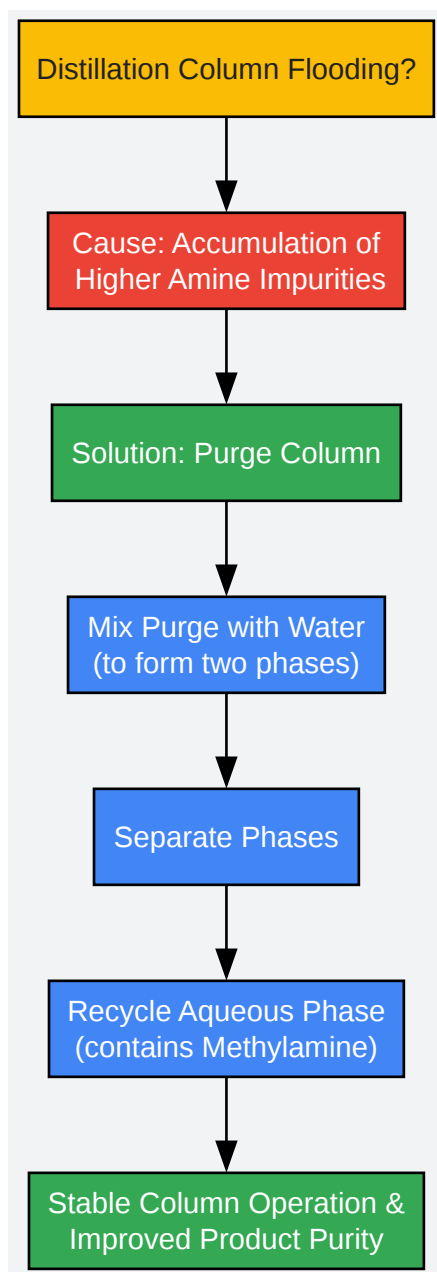 Distillation Column Flooding?
Cause: Accumulation of
Higher Amine Impurities
Solution: Purge Column
Mix Purge with Water
(to form two phases)
Separate Phases
Recycle Aqueous Phase
(contains Methylamine)
Stable Column Operation &
Improved Product Purity